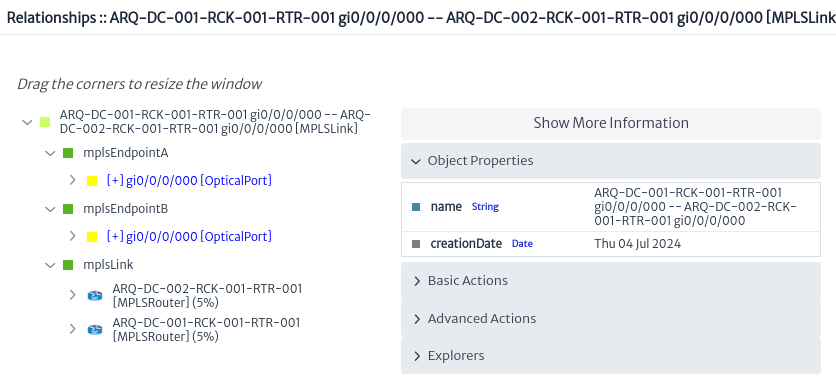 Relationships :: ARQ-DC-001-RCK-001-RTR-001 gi0/0/0/000 -- ARQ-DC-002-RCK-001-RTR-001 gi0/0/0/000 [MPLSLink
Drag the corners to resize the window
ARQ-DC-001-RCK-001-RTR-001 gi0/0/0/000 -- ARQ-
DC-002-RCK-001-RTR-001 gi0/0/0/000 [MPLSLink]
mplsEndpointA
[+] gi0/0/0/000 [OpticalPort]
mplsEndpointB
[+] gi0/0/0/000 [OpticalPort]
mplsLink
ARQ-DC-002-RCK-001-RTR-001
[MPLSRouter] (5%)
ARQ-DC-001-RCK-001-RTR-001
[MPLSRouter] (5%)
Show More Information
Object Properties
name String
ARQ-DC-001-RCK-001-RTR-001
gi0/0/0/000 -- ARQ-DC-002-RCK-
001-RTR-001 gi0/0/0/000
creationDate Date Thu 04 Jul 2024
Basic Actions
Advanced Actions
Explorers